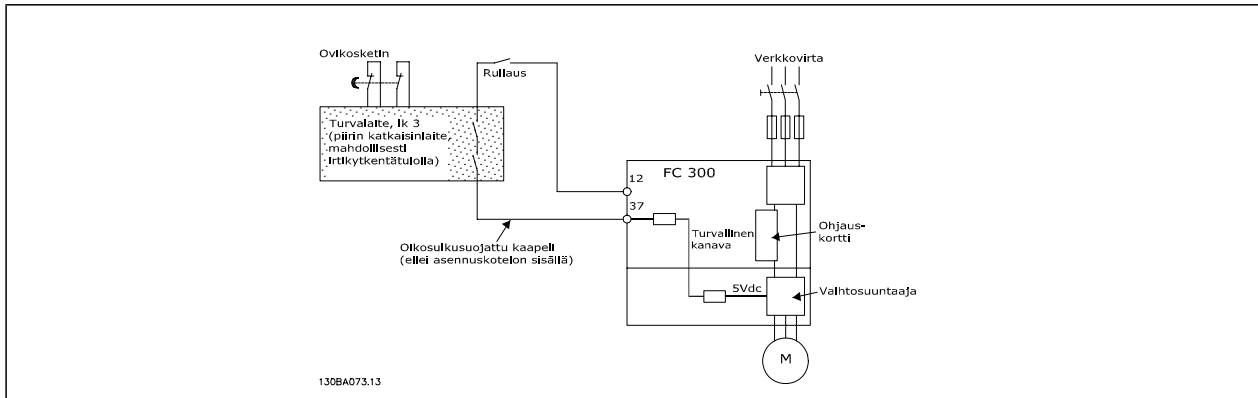 Ovikosketin
Rullaus
Verkkovirta
Turvalaite, lk 3
(piirin katkaisinlaite,
mahdollisesti
irtikytkentätulolla)
FC 300
12
37
Turvallinen
kanava
Ohjaus-
kortti
Oikosulkusuojattu kaapeli
(ellei asennuskotelon sisällä)
5Vdc
Vaihtosuuntaaja
M
130BA073.13